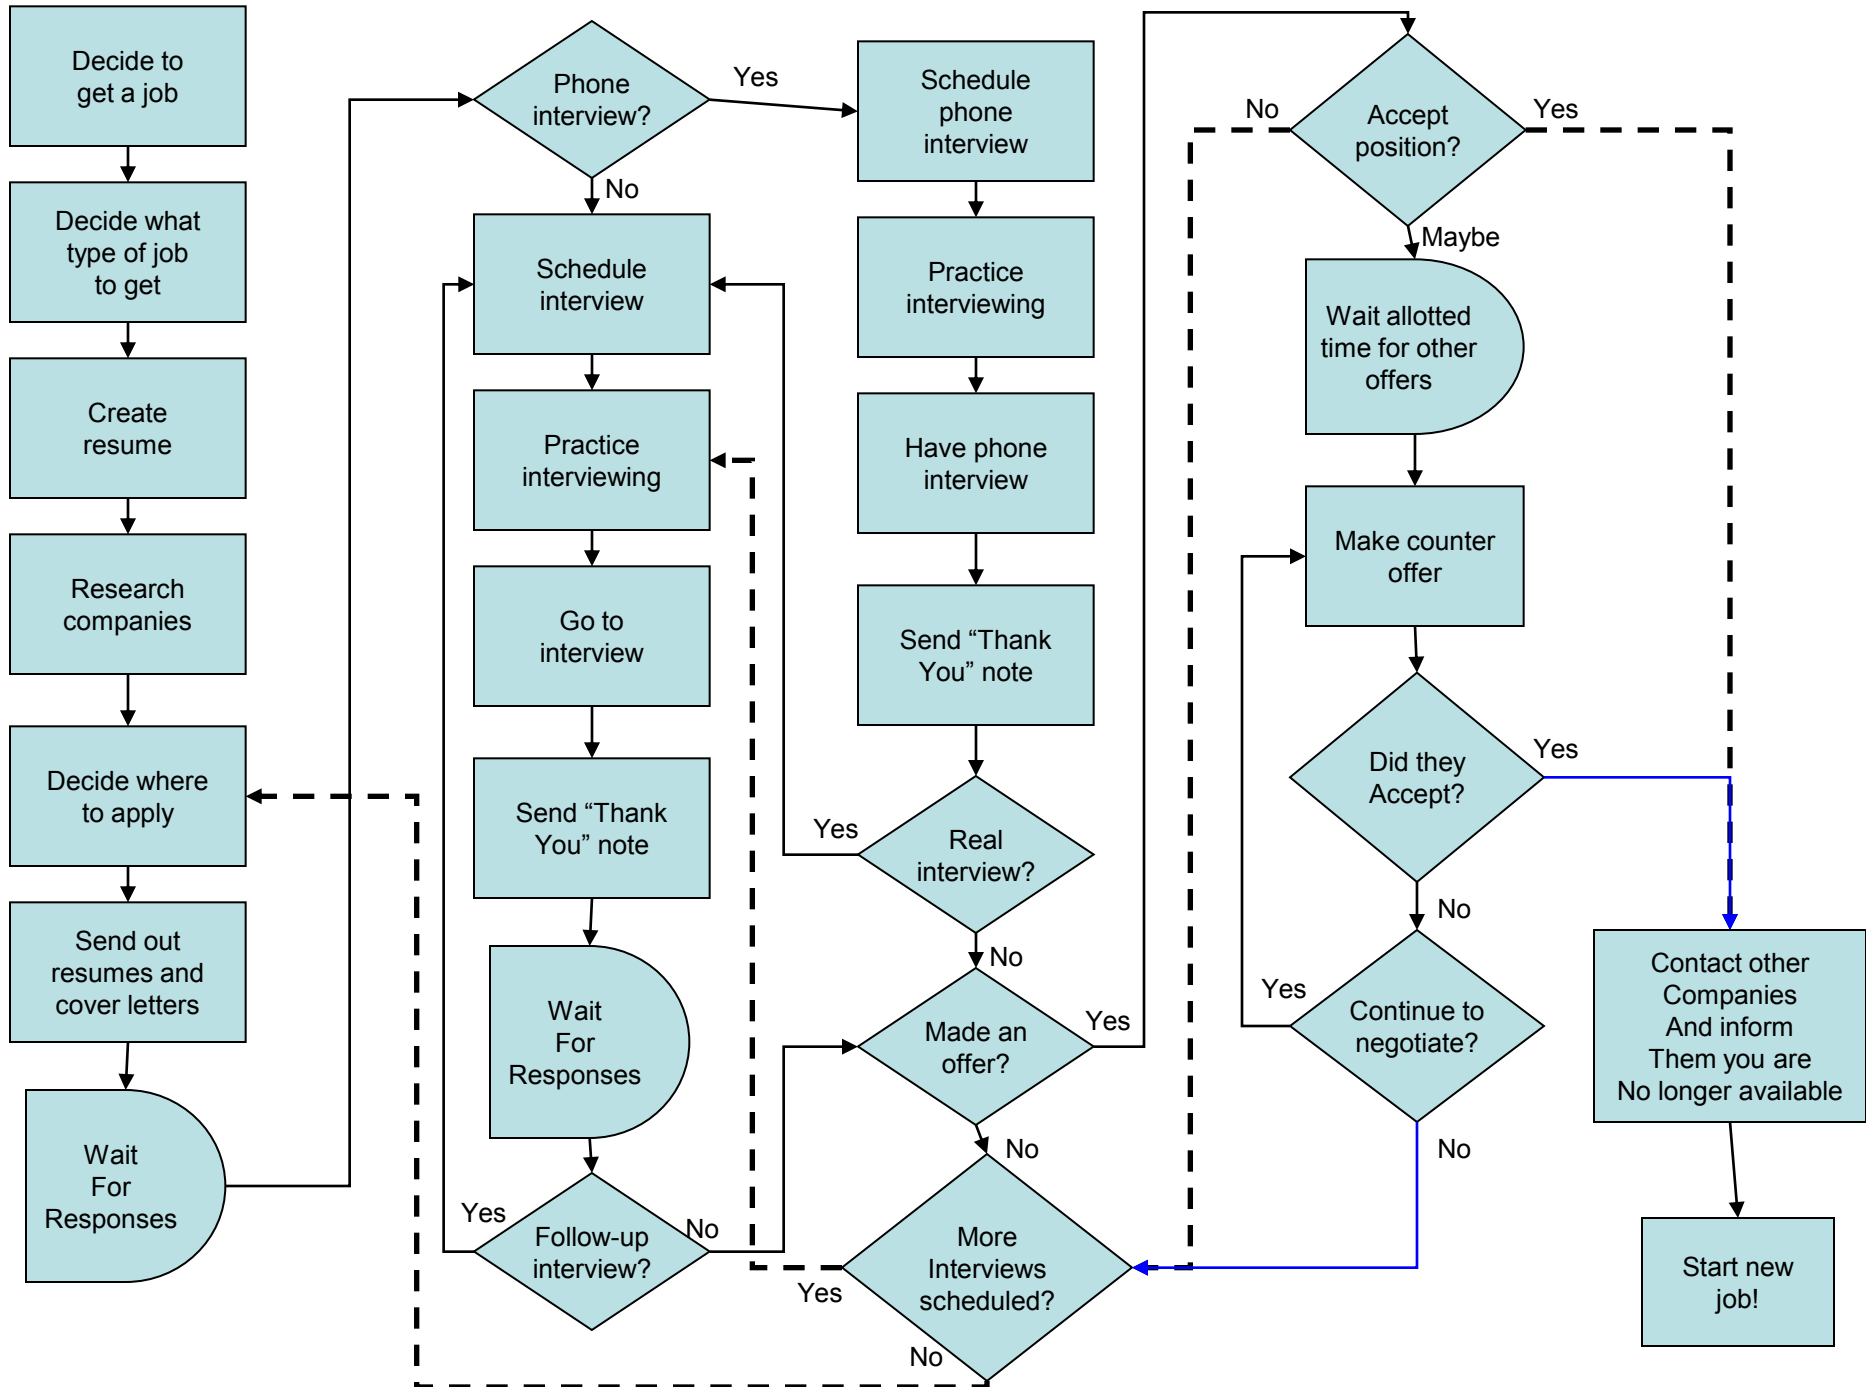 Decide to
get a job
Decide what
type of job
to get
Create
resume
Research
companies
Decide where
to apply
Send out
resumes and
cover letters
Wait
For
Responses
Phone
interview?
Yes
No
Schedule
interview
Practice
interviewing
Go to
interview
Send “Thank
You” note
Wait
For
Responses
Follow-up
interview?
Yes
No
Schedule
phone
interview
Practice
interviewing
Have phone
interview
Send “Thank
You” note
Real
interview?
Yes
No
Made an
offer?
Yes
No
More
Interviews
scheduled?
Yes
No
Accept
position?
No
Yes
Maybe
Wait allotted
time for other
offers
Make counter
offer
Did they
Accept?
Yes
No
Continue to
negotiate?
Yes
No
Contact other
Companies
And inform
Them you are
No longer available
Start new
job!